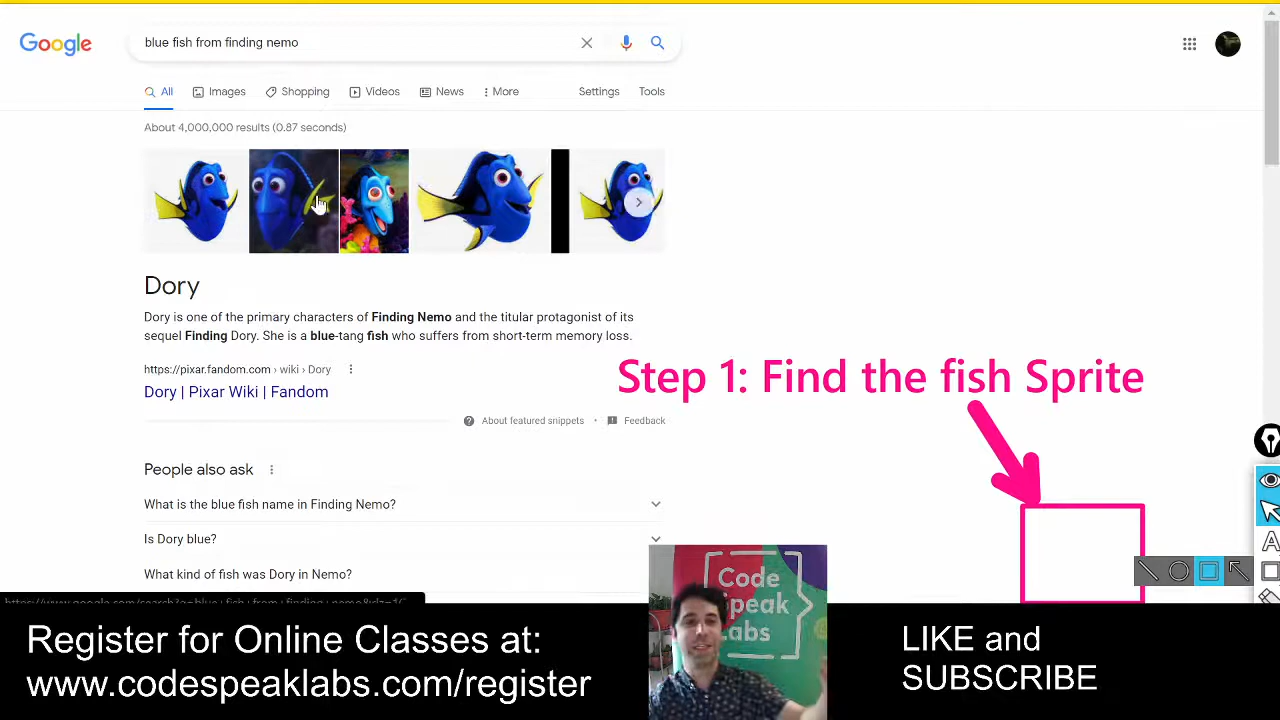 Google
blue fish from finding nemo
All Images Shopping Videos News More Settings Tools
About 4,000,000 results (0.87 seconds)
Dory
Dory is one of the primary characters of Finding Nemo and the titular protagonist of its
sequel Finding Dory. She is a blue-tang fish who suffers from short-term memory loss.
https://pixar.fandom.com › wiki › Dory
Dory | Pixar Wiki | Fandom
Step 1: Find the fish Sprite
About featured snippets • Feedback
People also ask
What is the blue fish name in Finding Nemo?
Is Dory blue?
What kind of fish was Dory in Nemo?
A
Code
Speak
Labs
Register for Online Classes at:
www.codespeaklabs.com/register
LIKE and
SUBSCRIBE